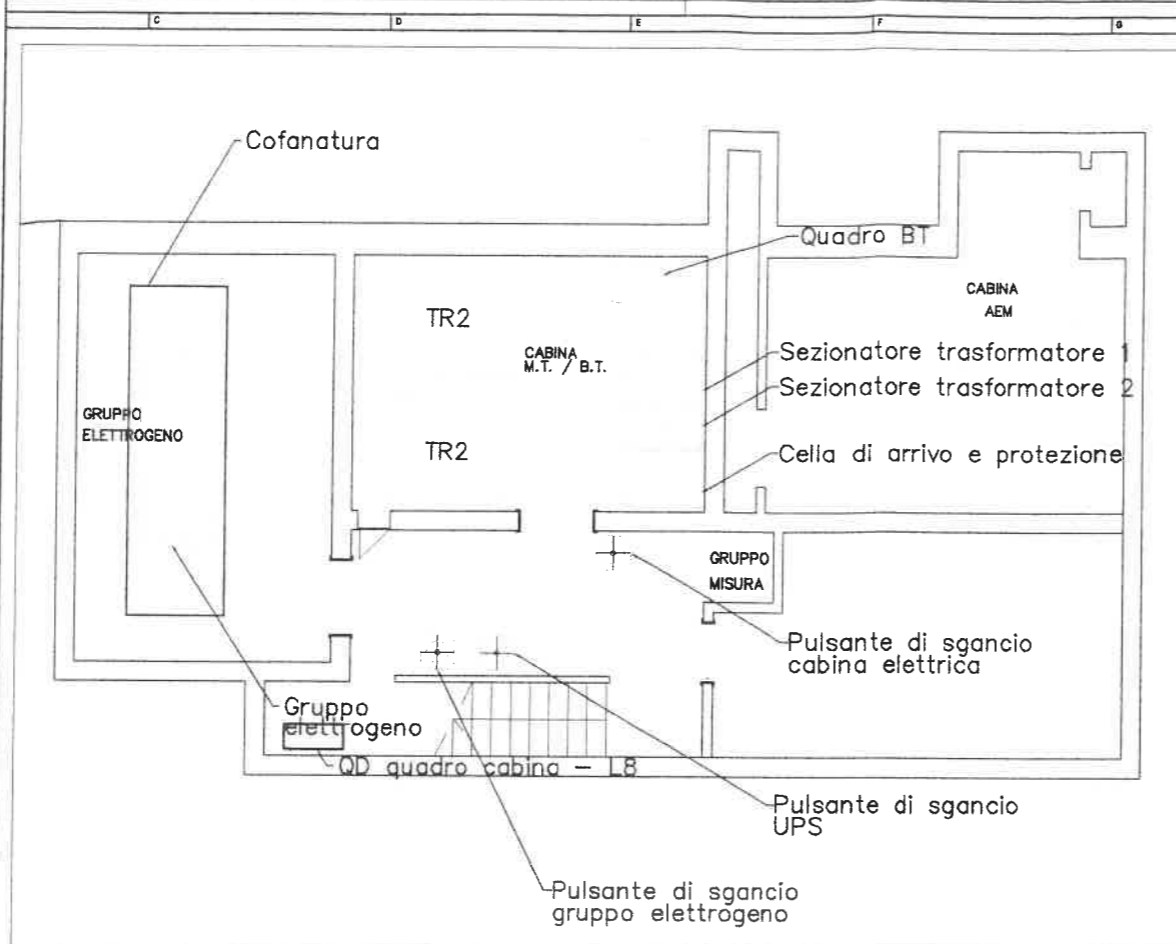 C D E F G
Cofanatura
Quadro BT
TR2
CABINA
M.T. / B.T.
CABINA
AEM
Sezionatore trasformatore 1
Sezionatore trasformatore 2
GRUPPO
ELETTROGENO
TR2
Cella di arrivo e protezione
GRUPPO
MISURA
Pulsante di sgancio
cabina elettrica
Gruppo
elettrogeno
QD quadro cabina - L8
Pulsante di sgancio
UPS
Pulsante di sgancio
gruppo elettrogeno